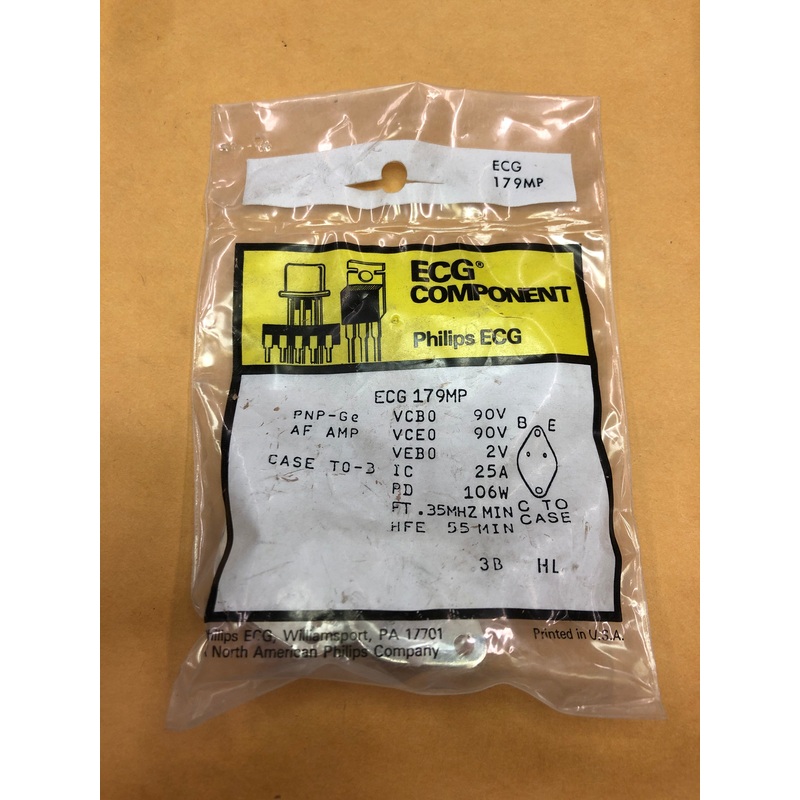 ECG
179MP
ECG®
COMPONENT
Philips ECG
ECG 179MP
PNP-Ge VCBO 90V
AF AMP VCEO 90V
VEBO 2V
CASE TO-3 IC 25A
PD 106W
FT .35MHZ MIN
HFE 55 MIN
B E
C TO
CASE
3B HL
hilips ECG, Williamsport, PA 17701
North American Philips Company
Printed in U.S.A.